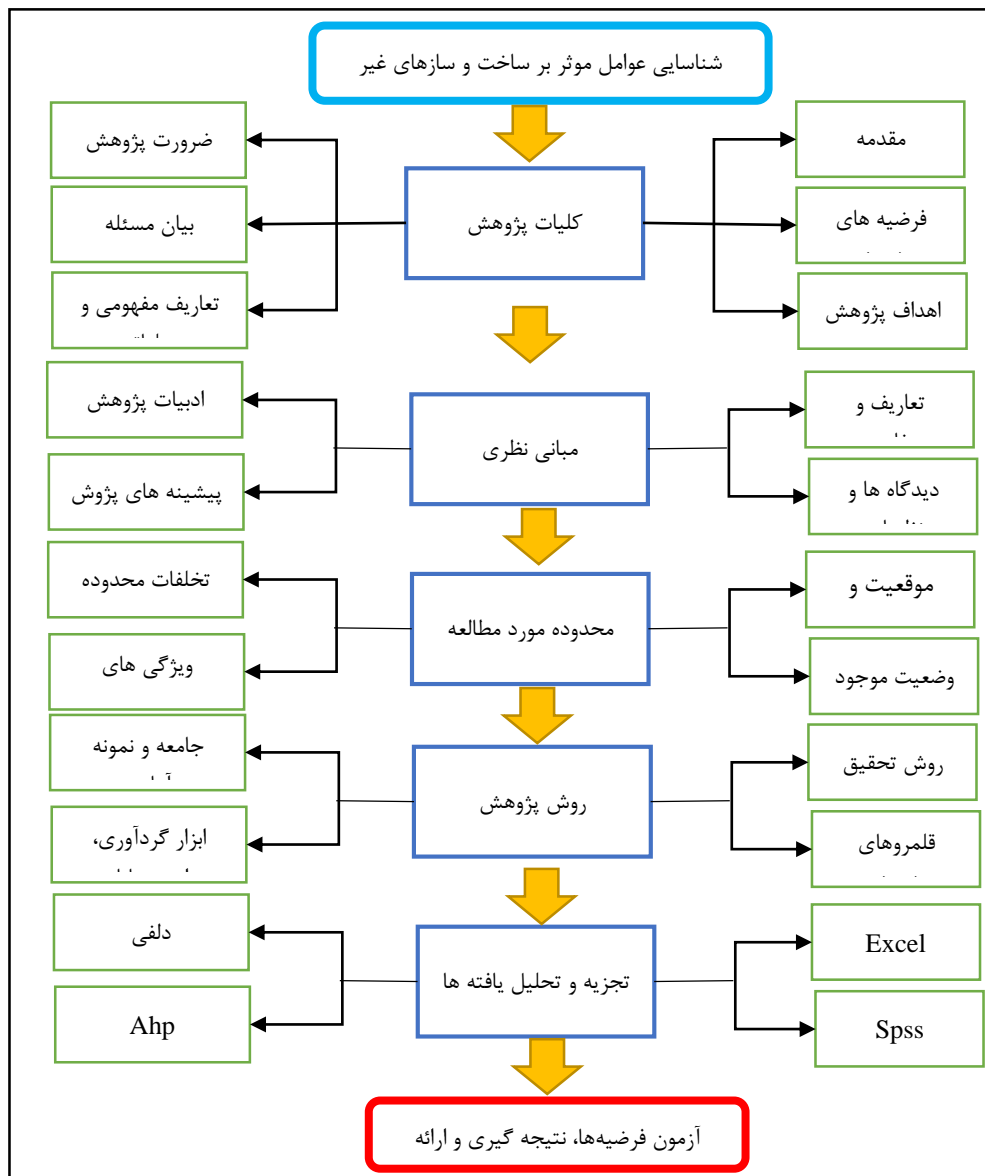 شناسایی عوامل موثر بر ساخت و سازهای غیر
مقدمه
ضرورت پژوهش
کلیات پژوهش
فرضیه های
بیان مسئله
اهداف پژوهش
تعاریف مفهومی و
تعاریف و
ادبیات پژوهش
مبانی نظری
دیدگاه ها و
پیشینه های پژوش
موقعیت و
تخلفات محدوده
محدوده مورد مطالعه
وضعیت موجود
ویژگی های
روش تحقیق
جامعه و نمونه
روش پژوهش
قلمروهای
ابزار گردآوری،
Excel
دلفی
تجزیه و تحلیل یافته ها
Spss
Ahp
آزمون فرضیه‌ها، نتیجه گیری و ارائه